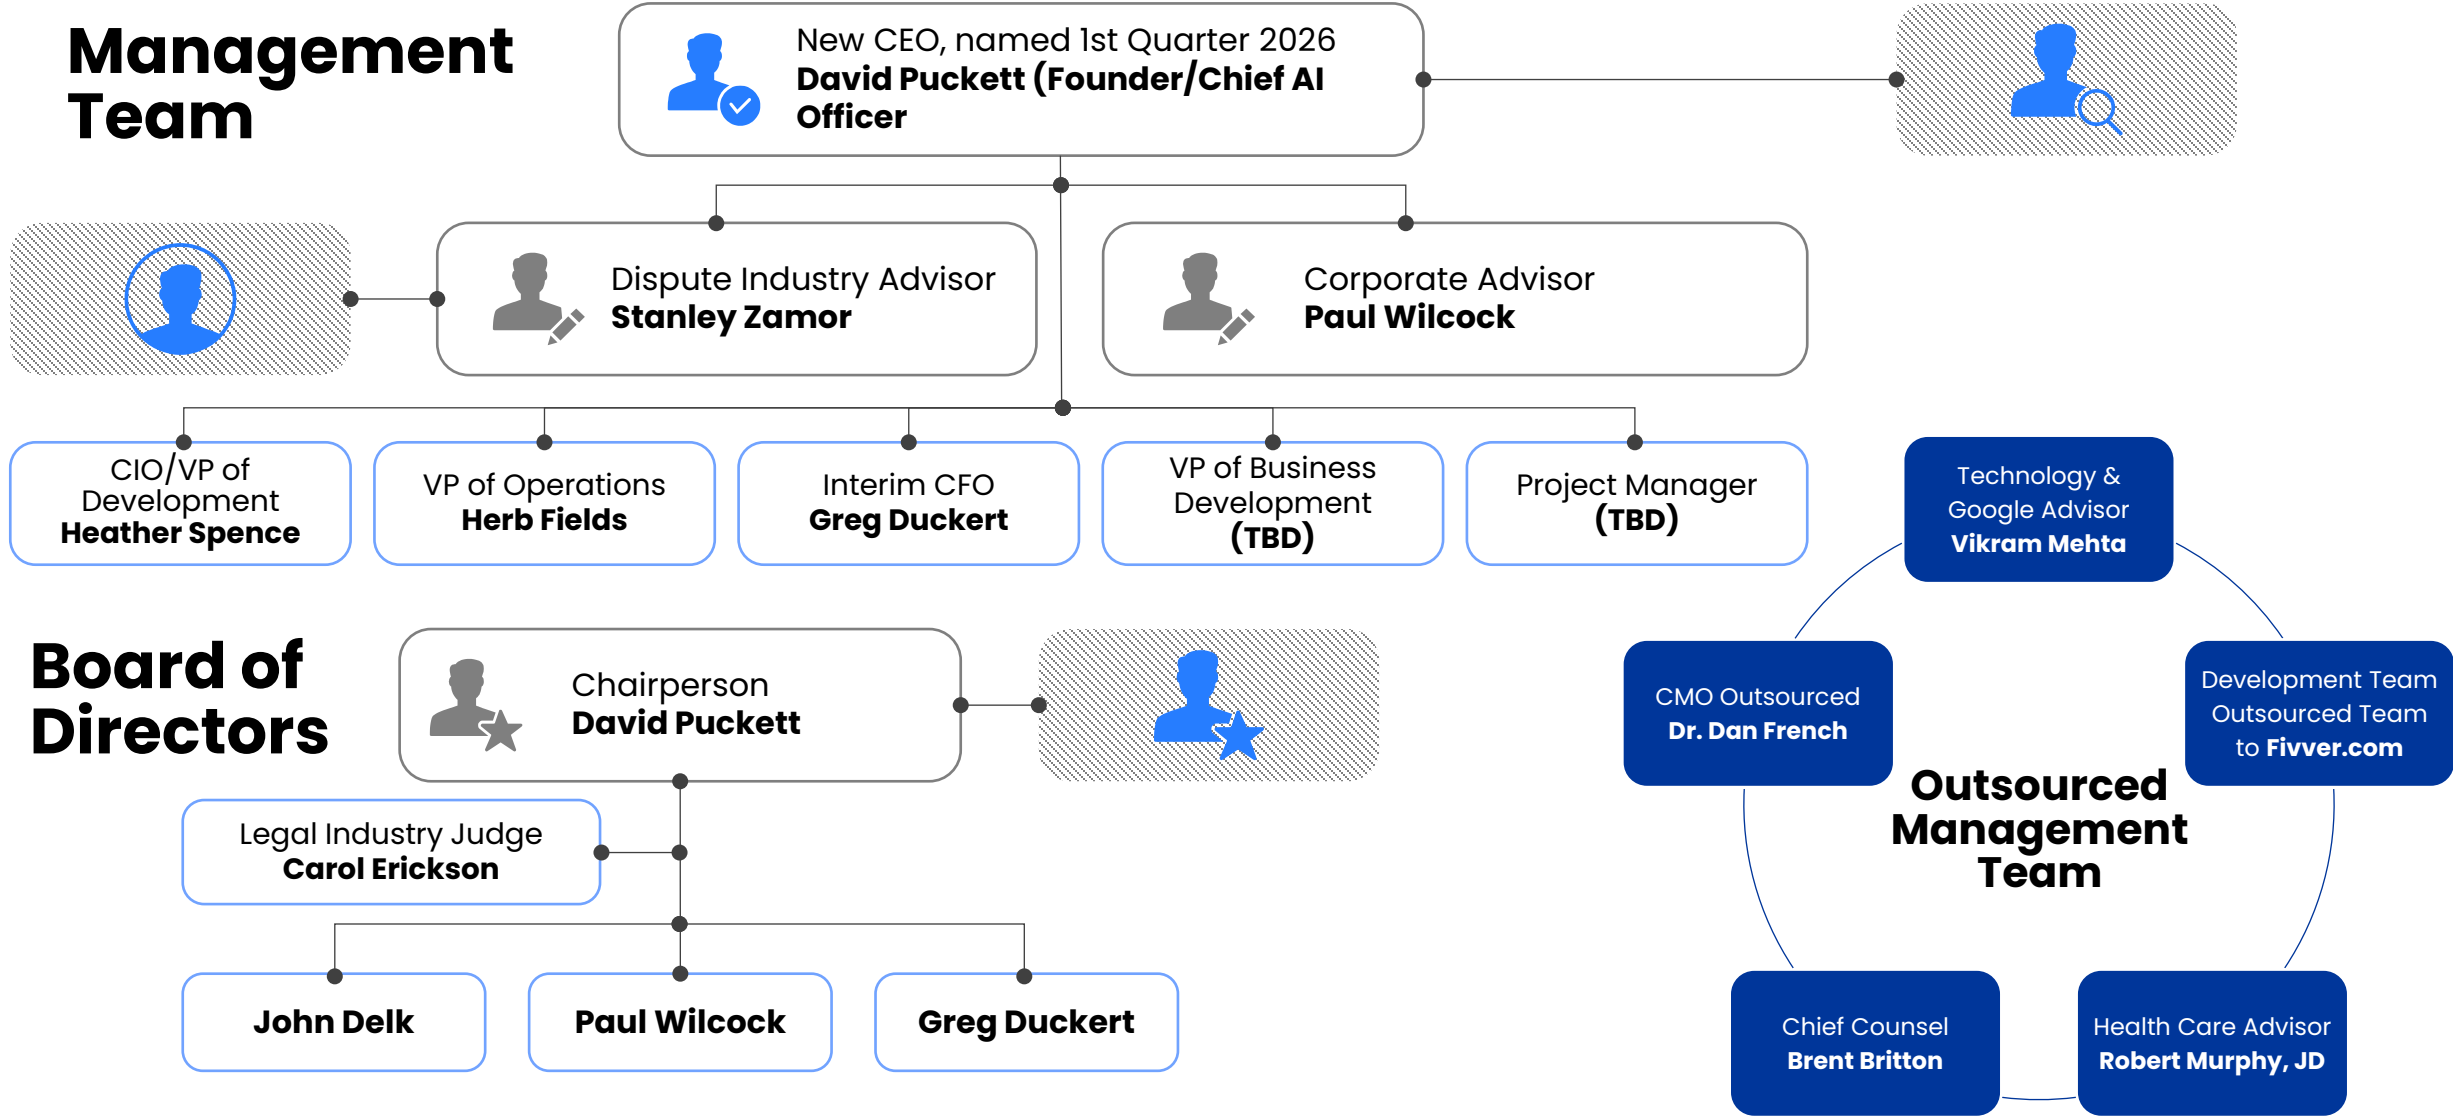 Management
Team
New CEO, named 1st Quarter 2026
David Puckett (Founder/Chief AI
Officer
Dispute Industry Advisor
Stanley Zamor
Corporate Advisor
Paul Wilcock
CIO/VP of
Development
Heather Spence
VP of Operations
Herb Fields
Interim CFO
Greg Duckert
VP of Business
Development
(TBD)
Project Manager
(TBD)
Board of
Directors
Chairperson
David Puckett
Legal Industry Judge
Carol Erickson
John Delk
Paul Wilcock
Greg Duckert
Technology &
Google Advisor
Vikram Mehta
CMO Outsourced
Dr. Dan French
Development Team
Outsourced Team
to Fivver.com
Outsourced
Management
Team
Chief Counsel
Brent Britton
Health Care Advisor
Robert Murphy, JD